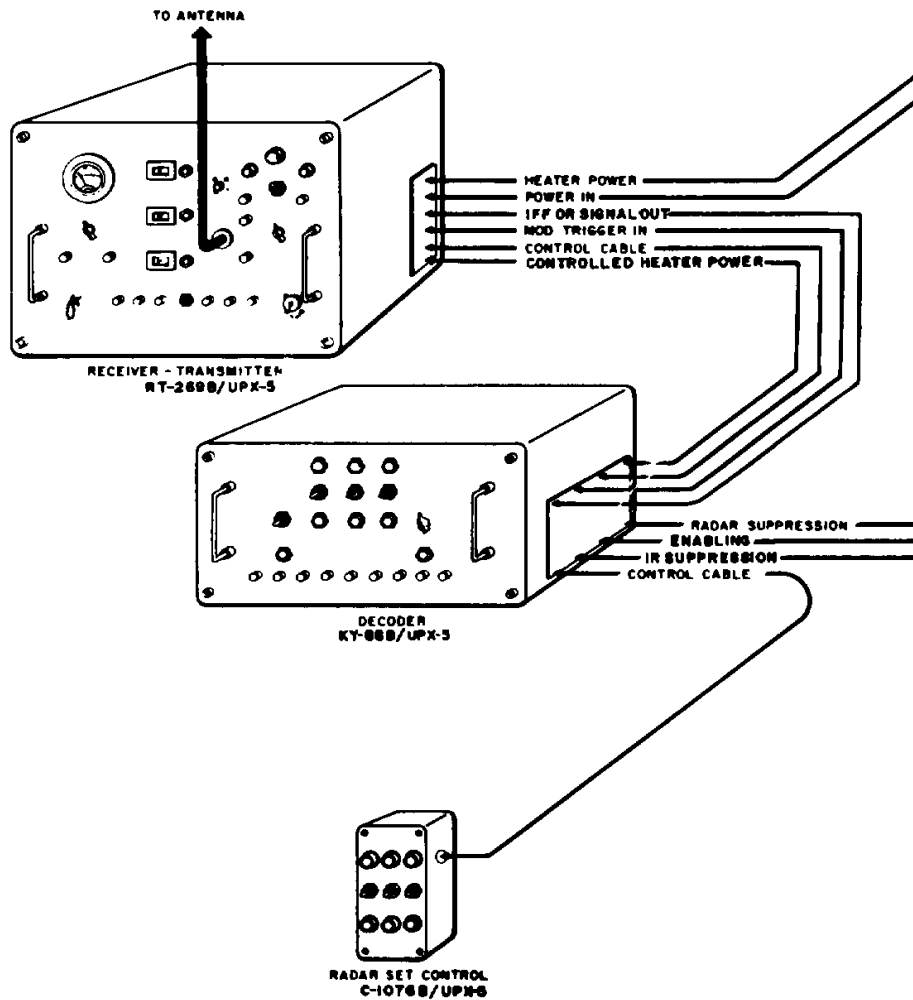 TO ANTENNA
HEATER POWER
POWER IN
IFF OR SIGNAL OUT
MOD TRIGGER IN
CONTROL CABLE
CONTROLLED HEATER POWER
RECEIVER - TRANSMITTER
RT-269B/UPX-5
RADAR SUPPRESSION
ENABLING
IR SUPPRESSION
CONTROL CABLE
DECODER
KY-86B/UPX-5
RADAR SET CONTROL
C-1076B/UPX-5